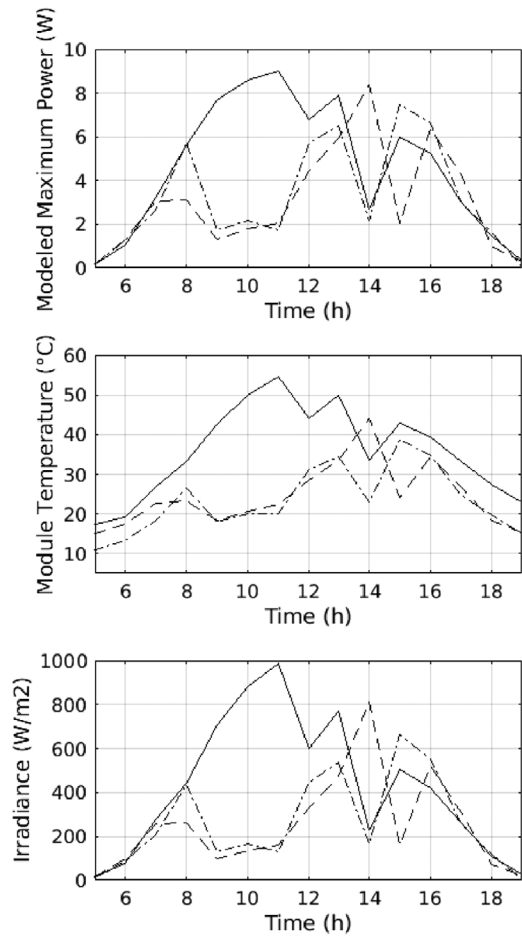 Modeled Maximum Power (W)
10
8
6
4
2
0
6 8 10 12 14 16 18
Time (h)
Module Temperature (°C)
60
50
40
30
20
10
6 8 10 12 14 16 18
Time (h)
Irradiance (W/m2)
1000
800
600
400
200
0
6 8 10 12 14 16 18
Time (h)